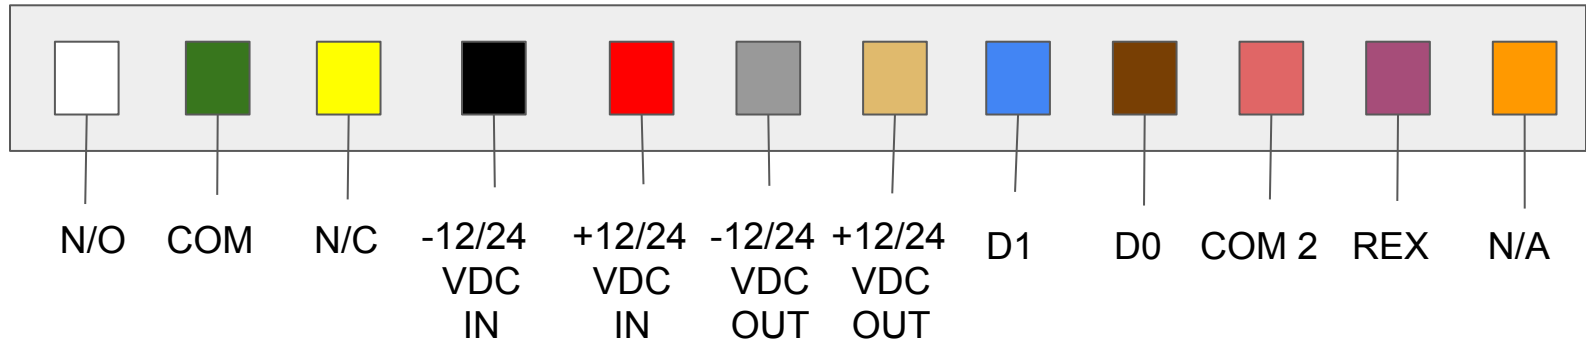 N/O
COM
N/C
-12/24
VDC
IN
+12/24
VDC
IN
-12/24
VDC
OUT
+12/24
VDC
OUT
D1
D0
COM 2
REX
N/A